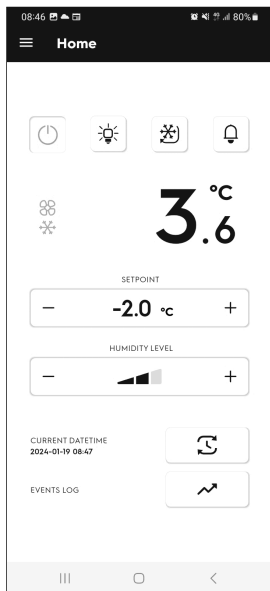 08:46 80%
Home
3.6 °C
SETPOINT
− -2.0 °C +
HUMIDITY LEVEL
− +
CURRENT DATETIME
2024-01-19 08:47
EVENTS LOG